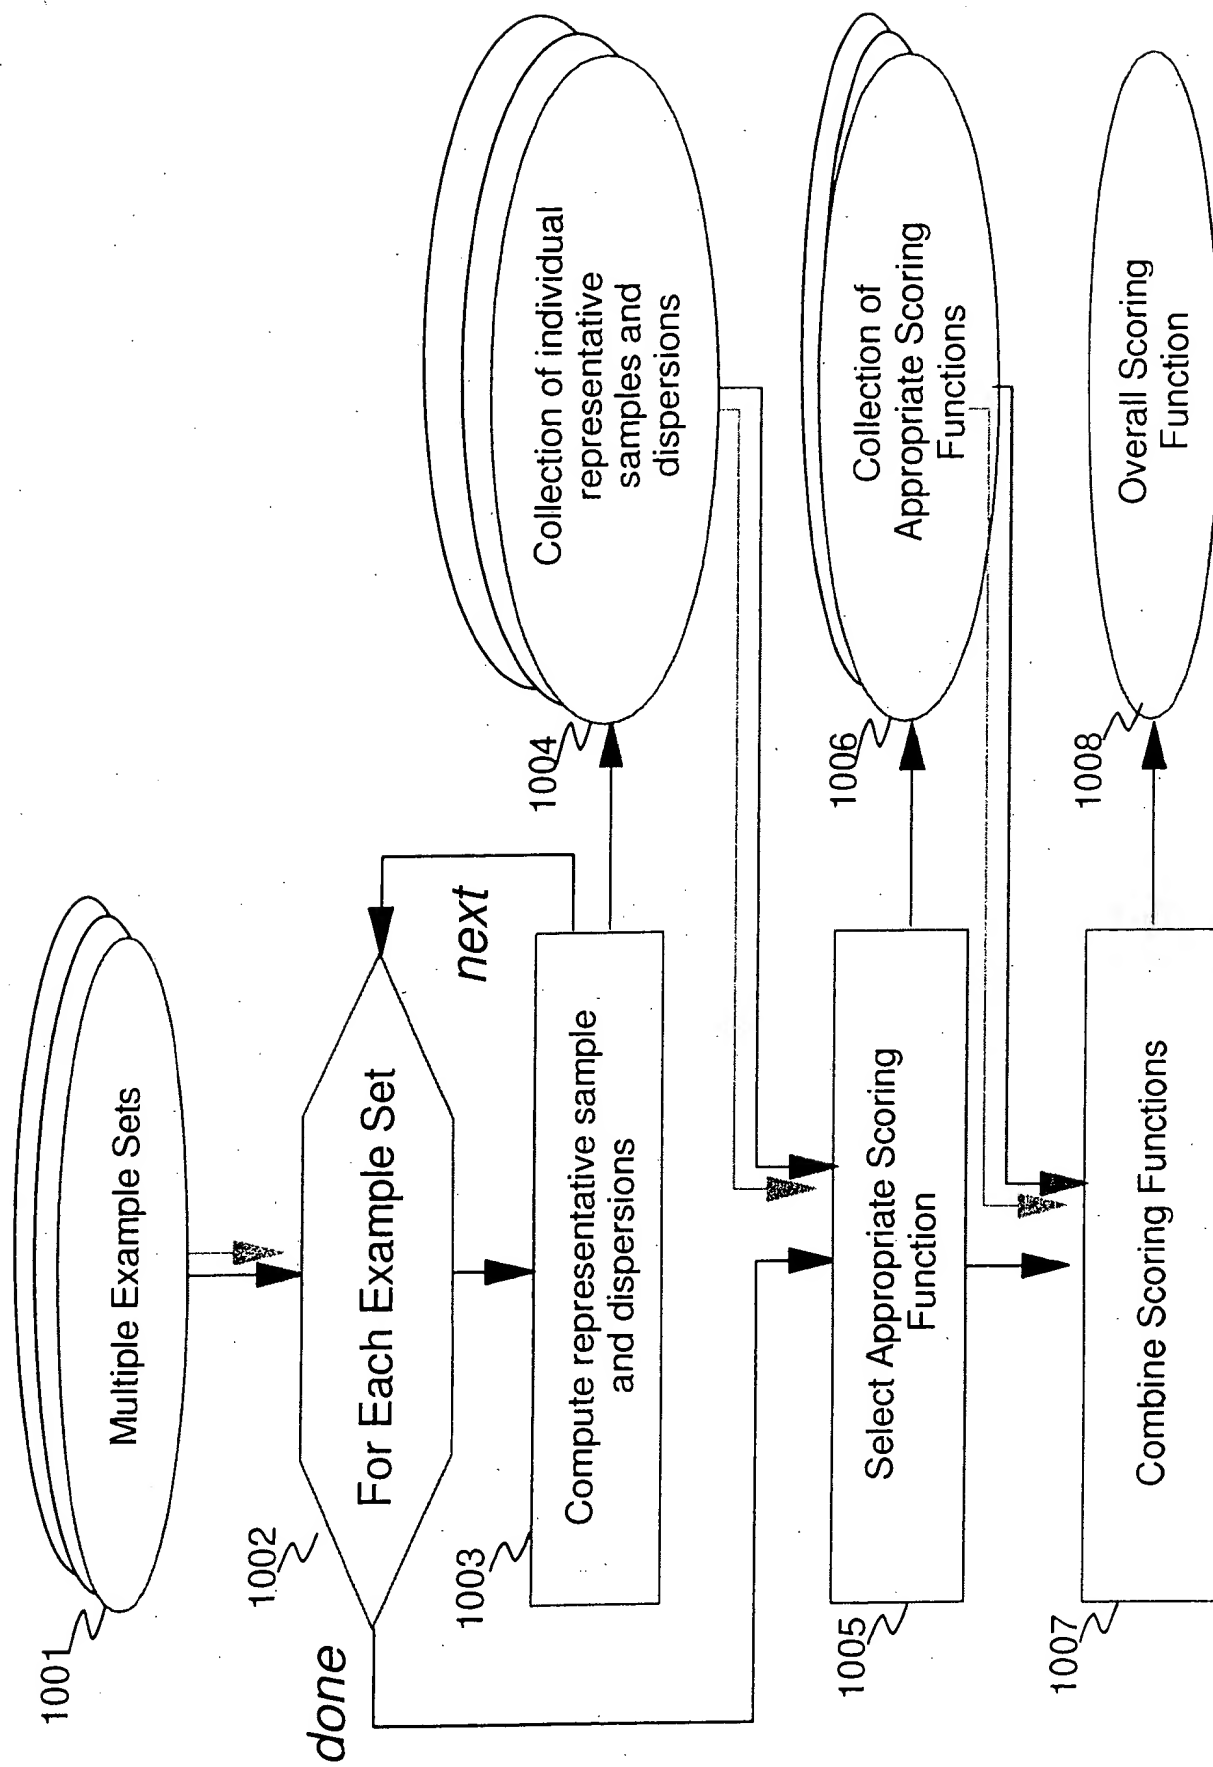 1001
Multiple Example Sets
1002
For Each Example Set
done
next
1003
Compute representative sample
and dispersions
1004
Collection of individual
representative
samples and
dispersions
1005
Select Appropriate Scoring
Function
1006
Collection of
Appropriate Scoring
Functions
1007
Combine Scoring Functions
1008
Overall Scoring
Function